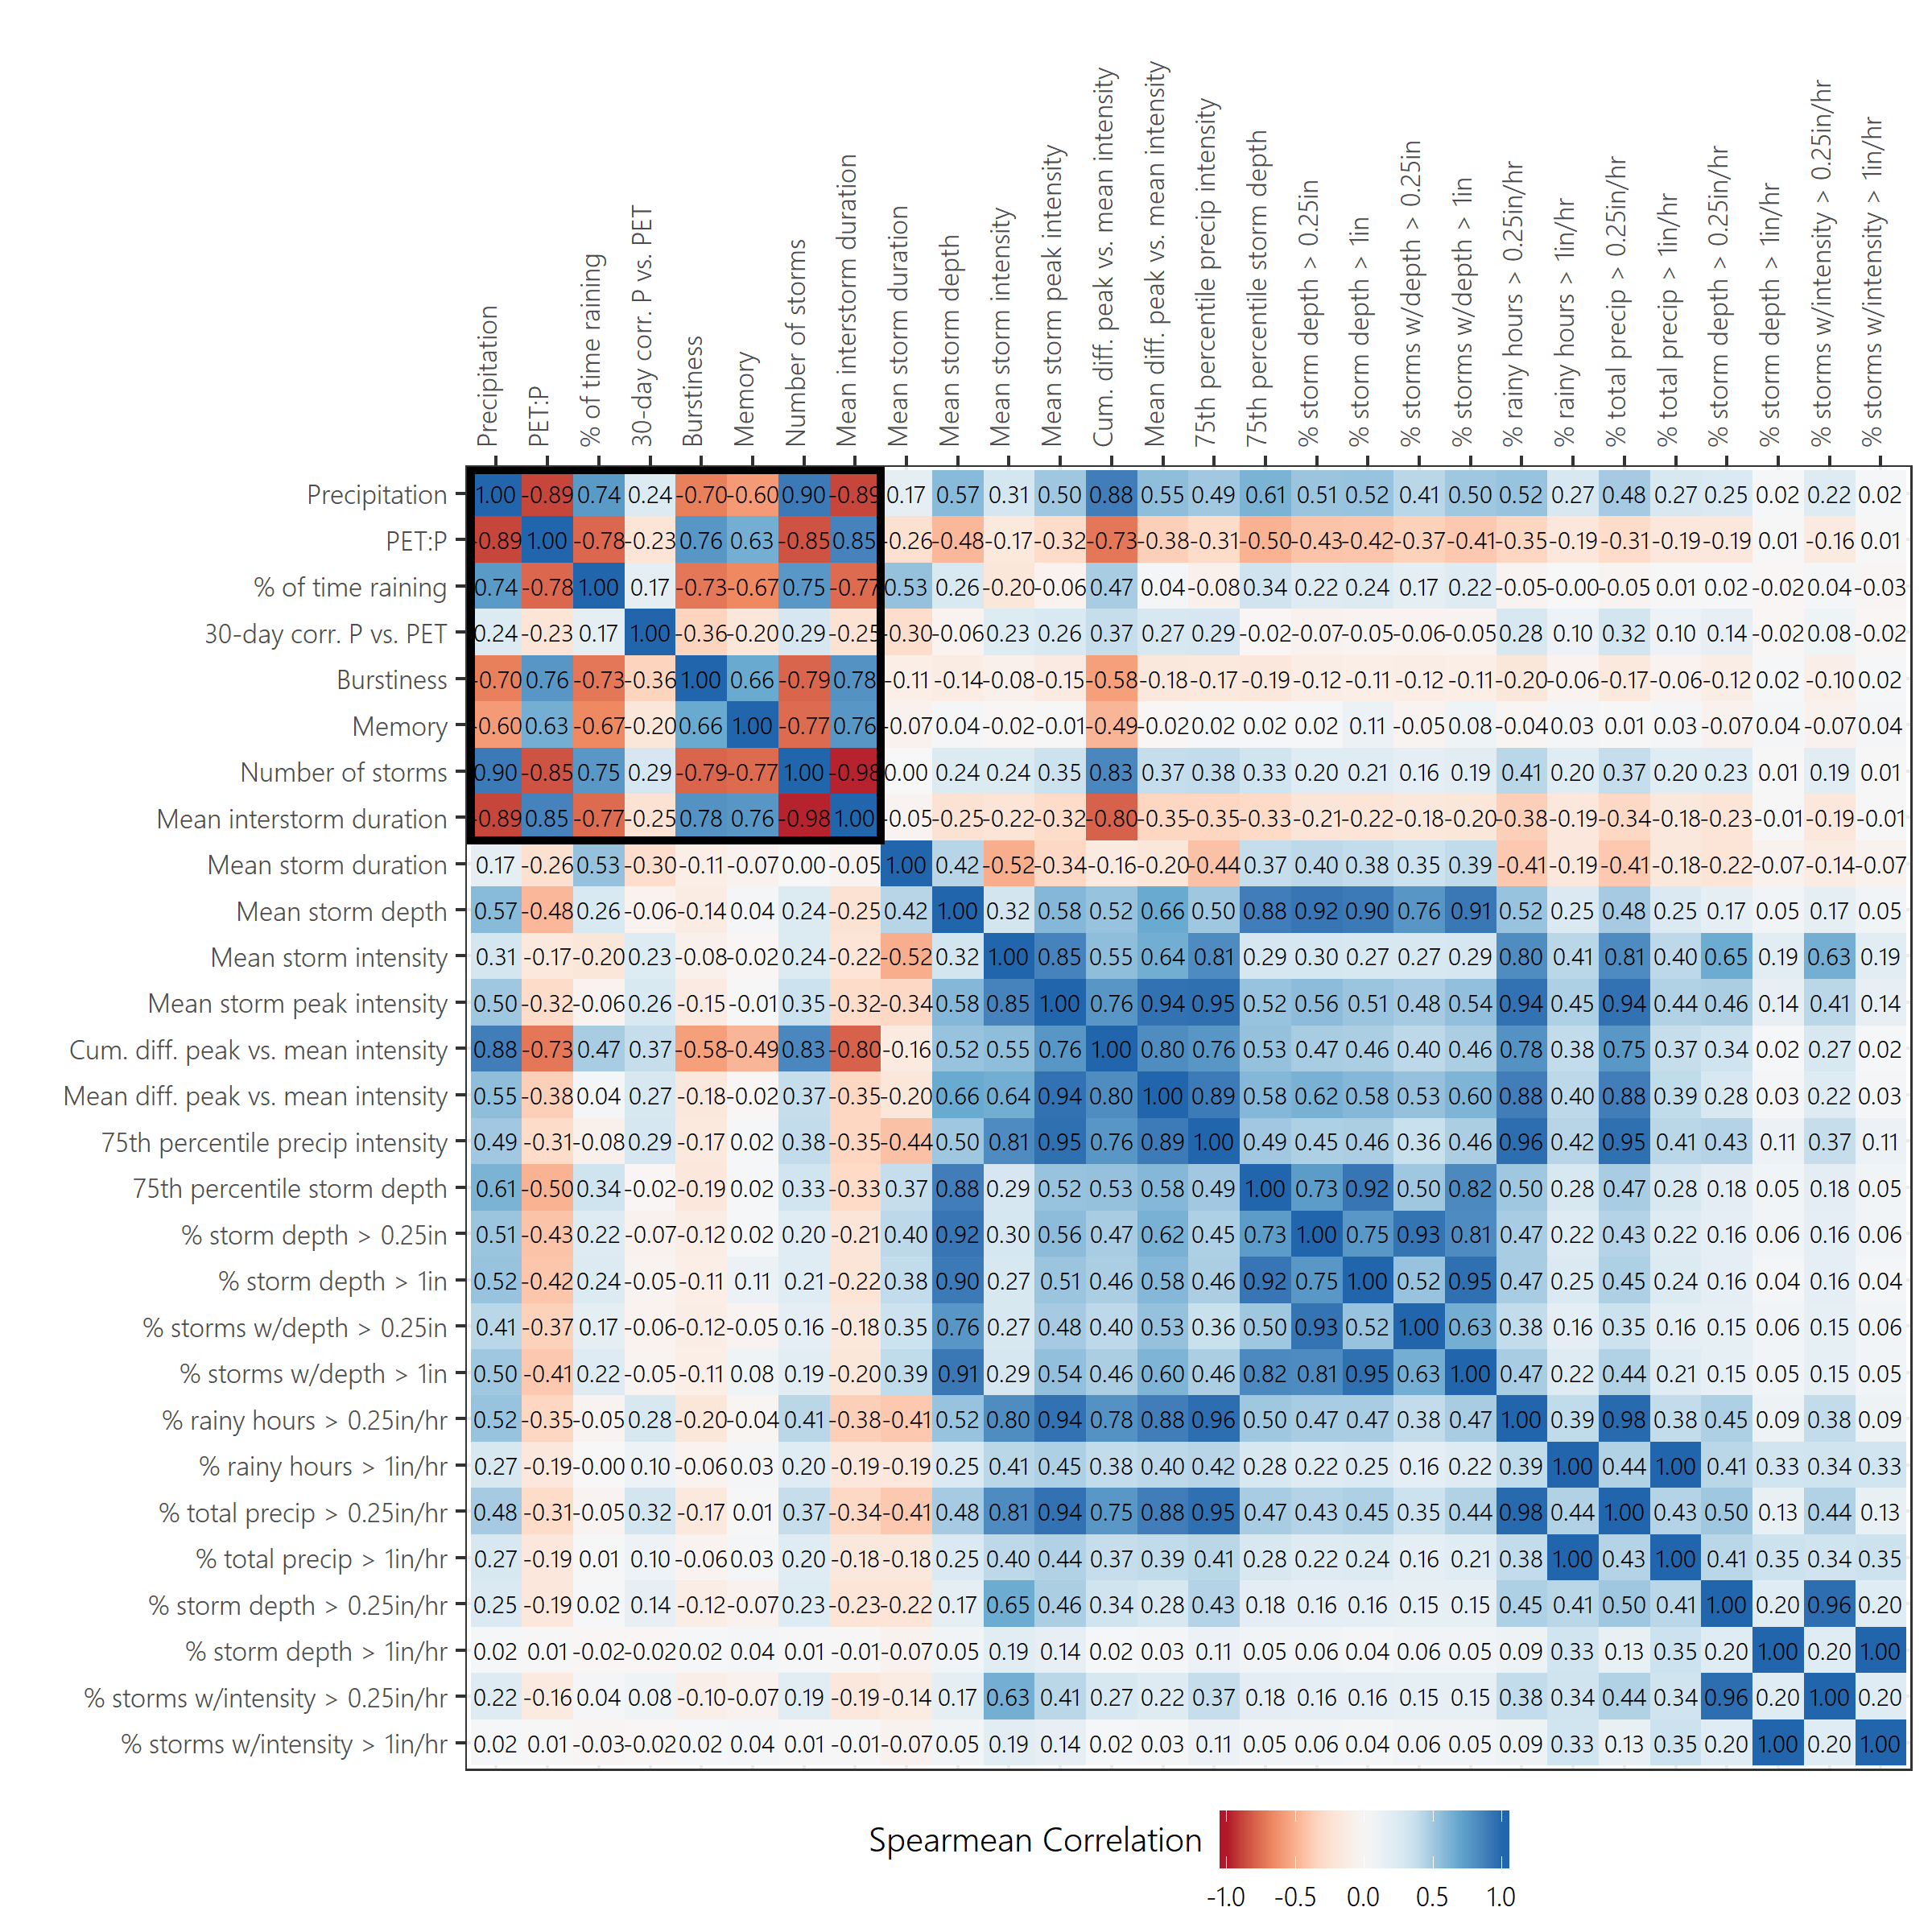 Precipitation
PET:P
% of time raining
30-day corr. P vs. PET
Burstiness
Memory
Number of storms
Mean interstorm duration
Mean storm duration
Mean storm depth
Mean storm intensity
Mean storm peak intensity
Cum. diff. peak vs. mean intensity
Mean diff. peak vs. mean intensity
75th percentile precip intensity
75th percentile storm depth
% storm depth > 0.25in
% storm depth > 1in
% storms w/depth > 0.25in
% storms w/depth > 1in
% rainy hours > 0.25in/hr
% rainy hours > 1in/hr
% total precip > 0.25in/hr
% total precip > 1in/hr
% storm depth > 0.25in/hr
% storm depth > 1in/hr
% storms w/intensity > 0.25in/hr
% storms w/intensity > 1in/hr
Precipitation 1.00 -0.89 0.74 0.24 -0.70 -0.60 0.90 -0.89 0.17 0.57 0.31 0.50 0.88 0.55 0.49 0.61 0.51 0.52 0.41 0.50 0.52 0.27 0.48 0.27 0.25 0.02 0.22 0.02
PET:P -0.89 1.00 -0.78 -0.23 0.76 0.63 -0.85 0.85 -0.26 -0.48 -0.17 -0.32 -0.73 -0.38 -0.31 -0.50 -0.43 -0.42 -0.37 -0.41 -0.35 -0.19 -0.31 -0.19 -0.19 0.01 -0.16 0.01
% of time raining 0.74 -0.78 1.00 0.17 -0.73 -0.67 0.75 -0.77 0.53 0.26 -0.20 -0.06 0.47 0.04 -0.08 0.34 0.22 0.24 0.17 0.22 -0.05 -0.00 -0.05 0.01 0.02 -0.02 0.04 -0.03
30-day corr. P vs. PET 0.24 -0.23 0.17 1.00 -0.36 -0.20 0.29 -0.25 -0.30 -0.06 0.23 0.26 0.37 0.27 0.29 -0.02 -0.07 -0.05 -0.06 -0.05 0.28 0.10 0.32 0.10 0.14 -0.02 0.08 -0.02
Burstiness -0.70 0.76 -0.73 -0.36 1.00 0.66 -0.79 0.78 -0.11 -0.14 -0.08 -0.15 -0.58 -0.18 -0.17 -0.19 -0.12 -0.11 -0.12 -0.11 -0.20 -0.06 -0.17 -0.06 -0.12 0.02 -0.10 0.02
Memory -0.60 0.63 -0.67 -0.20 0.66 1.00 -0.77 0.76 -0.07 0.04 -0.02 -0.01 -0.49 -0.02 0.02 0.02 0.02 0.11 -0.05 0.08 -0.04 0.03 0.01 0.03 -0.07 0.04 -0.07 0.04
Number of storms 0.90 -0.85 0.75 0.29 -0.79 -0.77 1.00 -0.98 0.00 0.24 0.24 0.35 0.83 0.37 0.38 0.33 0.20 0.21 0.16 0.19 0.41 0.20 0.37 0.20 0.23 0.01 0.19 0.01
Mean interstorm duration -0.89 0.85 -0.77 -0.25 0.78 0.76 -0.98 1.00 -0.05 -0.25 -0.22 -0.32 -0.80 -0.35 -0.35 -0.33 -0.21 -0.22 -0.18 -0.20 -0.38 -0.19 -0.34 -0.18 -0.23 -0.01 -0.19 -0.01
Mean storm duration 0.17 -0.26 0.53 -0.30 -0.11 -0.07 0.00 -0.05 1.00 0.42 -0.52 -0.34 -0.16 -0.20 -0.44 0.37 0.40 0.38 0.35 0.39 -0.41 -0.19 -0.41 -0.18 -0.22 -0.07 -0.14 -0.07
Mean storm depth 0.57 -0.48 0.26 -0.06 -0.14 0.04 0.24 -0.25 0.42 1.00 0.32 0.58 0.52 0.66 0.50 0.88 0.92 0.90 0.76 0.91 0.52 0.25 0.48 0.25 0.17 0.05 0.17 0.05
Mean storm intensity 0.31 -0.17 -0.20 0.23 -0.08 -0.02 0.24 -0.22 -0.52 0.32 1.00 0.85 0.55 0.64 0.81 0.29 0.30 0.27 0.27 0.29 0.80 0.41 0.81 0.40 0.65 0.19 0.63 0.19
Mean storm peak intensity 0.50 -0.32 -0.06 0.26 -0.15 -0.01 0.35 -0.32 -0.34 0.58 0.85 1.00 0.76 0.94 0.95 0.52 0.56 0.51 0.48 0.54 0.94 0.45 0.94 0.44 0.46 0.14 0.41 0.14
Cum. diff. peak vs. mean intensity 0.88 -0.73 0.47 0.37 -0.58 -0.49 0.83 -0.80 -0.16 0.52 0.55 0.76 1.00 0.80 0.76 0.53 0.47 0.46 0.40 0.46 0.78 0.38 0.75 0.37 0.34 0.02 0.27 0.02
Mean diff. peak vs. mean intensity 0.55 -0.38 0.04 0.27 -0.18 -0.02 0.37 -0.35 -0.20 0.66 0.64 0.94 0.80 1.00 0.89 0.58 0.62 0.58 0.53 0.60 0.88 0.40 0.88 0.39 0.28 0.03 0.22 0.03
75th percentile precip intensity 0.49 -0.31 -0.08 0.29 -0.17 0.02 0.38 -0.35 -0.44 0.50 0.81 0.95 0.76 0.89 1.00 0.49 0.45 0.46 0.36 0.46 0.96 0.42 0.95 0.41 0.43 0.11 0.37 0.11
75th percentile storm depth 0.61 -0.50 0.34 -0.02 -0.19 0.02 0.33 -0.33 0.37 0.88 0.29 0.52 0.53 0.58 0.49 1.00 0.73 0.92 0.50 0.82 0.50 0.28 0.47 0.28 0.18 0.05 0.18 0.05
% storm depth > 0.25in 0.51 -0.43 0.22 -0.07 -0.12 0.02 0.20 -0.21 0.40 0.92 0.30 0.56 0.47 0.62 0.45 0.73 1.00 0.75 0.93 0.81 0.47 0.22 0.43 0.22 0.16 0.06 0.16 0.06
% storm depth > 1in 0.52 -0.42 0.24 -0.05 -0.11 0.11 0.21 -0.22 0.38 0.90 0.27 0.51 0.46 0.58 0.46 0.92 0.75 1.00 0.52 0.95 0.47 0.25 0.45 0.24 0.16 0.04 0.16 0.04
% storms w/depth > 0.25in 0.41 -0.37 0.17 -0.06 -0.12 -0.05 0.16 -0.18 0.35 0.76 0.27 0.48 0.40 0.53 0.36 0.50 0.93 0.52 1.00 0.63 0.38 0.16 0.35 0.16 0.15 0.06 0.15 0.06
% storms w/depth > 1in 0.50 -0.41 0.22 -0.05 -0.11 0.08 0.19 -0.20 0.39 0.91 0.29 0.54 0.46 0.60 0.46 0.82 0.81 0.95 0.63 1.00 0.47 0.22 0.44 0.21 0.15 0.05 0.15 0.05
% rainy hours > 0.25in/hr 0.52 -0.35 -0.05 0.28 -0.20 -0.04 0.41 -0.38 -0.41 0.52 0.80 0.94 0.78 0.88 0.96 0.50 0.47 0.47 0.38 0.47 1.00 0.39 0.98 0.38 0.45 0.09 0.38 0.09
% rainy hours > 1in/hr 0.27 -0.19 -0.00 0.10 -0.06 0.03 0.20 -0.19 -0.19 0.25 0.41 0.45 0.38 0.40 0.42 0.28 0.22 0.25 0.16 0.22 0.39 1.00 0.44 1.00 0.41 0.33 0.34 0.33
% total precip > 0.25in/hr 0.48 -0.31 -0.05 0.32 -0.17 0.01 0.37 -0.34 -0.41 0.48 0.81 0.94 0.75 0.88 0.95 0.47 0.43 0.45 0.35 0.44 0.98 0.44 1.00 0.43 0.50 0.13 0.44 0.13
% total precip > 1in/hr 0.27 -0.19 0.01 0.10 -0.06 0.03 0.20 -0.18 -0.18 0.25 0.40 0.44 0.37 0.39 0.41 0.28 0.22 0.24 0.16 0.21 0.38 1.00 0.43 1.00 0.41 0.35 0.34 0.35
% storm depth > 0.25in/hr 0.25 -0.19 0.02 0.14 -0.12 -0.07 0.23 -0.23 -0.22 0.17 0.65 0.46 0.34 0.28 0.43 0.18 0.16 0.16 0.15 0.15 0.45 0.41 0.50 0.41 1.00 0.20 0.96 0.20
% storm depth > 1in/hr 0.02 0.01 -0.02 -0.02 0.02 0.04 0.01 -0.01 -0.07 0.05 0.19 0.14 0.02 0.03 0.11 0.05 0.06 0.04 0.06 0.05 0.09 0.33 0.13 0.35 0.20 1.00 0.20 1.00
% storms w/intensity > 0.25in/hr 0.22 -0.16 0.04 0.08 -0.10 -0.07 0.19 -0.19 -0.14 0.17 0.63 0.41 0.27 0.22 0.37 0.18 0.16 0.16 0.15 0.15 0.38 0.34 0.44 0.34 0.96 0.20 1.00 0.20
% storms w/intensity > 1in/hr 0.02 0.01 -0.03 -0.02 0.02 0.04 0.01 -0.01 -0.07 0.05 0.19 0.14 0.02 0.03 0.11 0.05 0.06 0.04 0.06 0.05 0.09 0.33 0.13 0.35 0.20 1.00 0.20 1.00
Spearmean Correlation
-1.0 -0.5 0.0 0.5 1.0